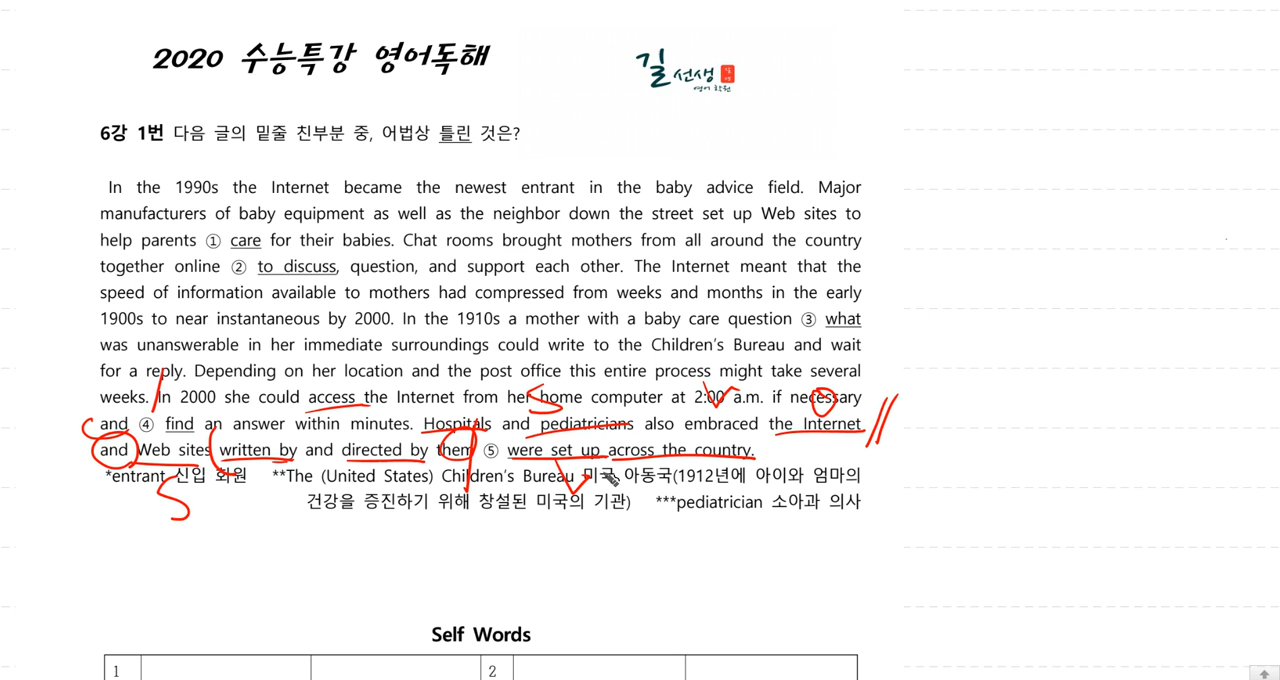 2020 수능특강 영어독해
길 선생
영어 학원
6강 1번 다음 글의 밑줄 친부분 중, 어법상 틀린 것은?
In the 1990s the Internet became the newest entrant in the baby advice field. Major
manufacturers of baby equipment as well as the neighbor down the street set up Web sites to
help parents ① care for their babies. Chat rooms brought mothers from all around the country
together online ② to discuss, question, and support each other. The Internet meant that the
speed of information available to mothers had compressed from weeks and months in the early
1900s to near instantaneous by 2000. In the 1910s a mother with a baby care question ③ what
was unanswerable in her immediate surroundings could write to the Children's Bureau and wait
for a reply. Depending on her location and the post office this entire process might take several
weeks. In 2000 she could access the Internet from her home computer at 2:00 a.m. if necessary
and ④ find an answer within minutes. Hospitals and pediatricians also embraced the Internet
and Web sites written by and directed by them ⑤ were set up across the country.
*entrant 신입 회원 **The (United States) Children's Bureau 미국 아동국(1912년에 아이와 엄마의
건강을 증진하기 위해 창설된 미국의 기관) ***pediatrician 소아과 의사
Self Words
1 2